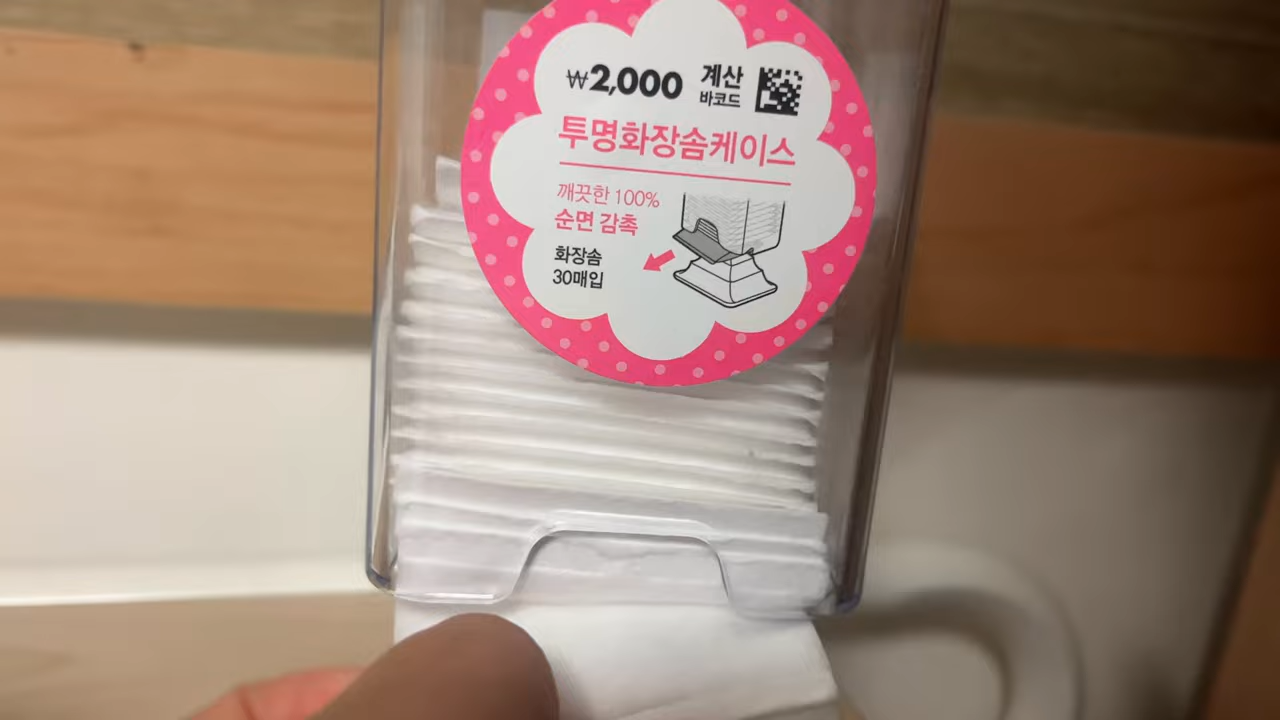 ₩2,000 계산
바코드
투명화장솜케이스
깨끗한 100%
순면 감촉
화장솜
30매입